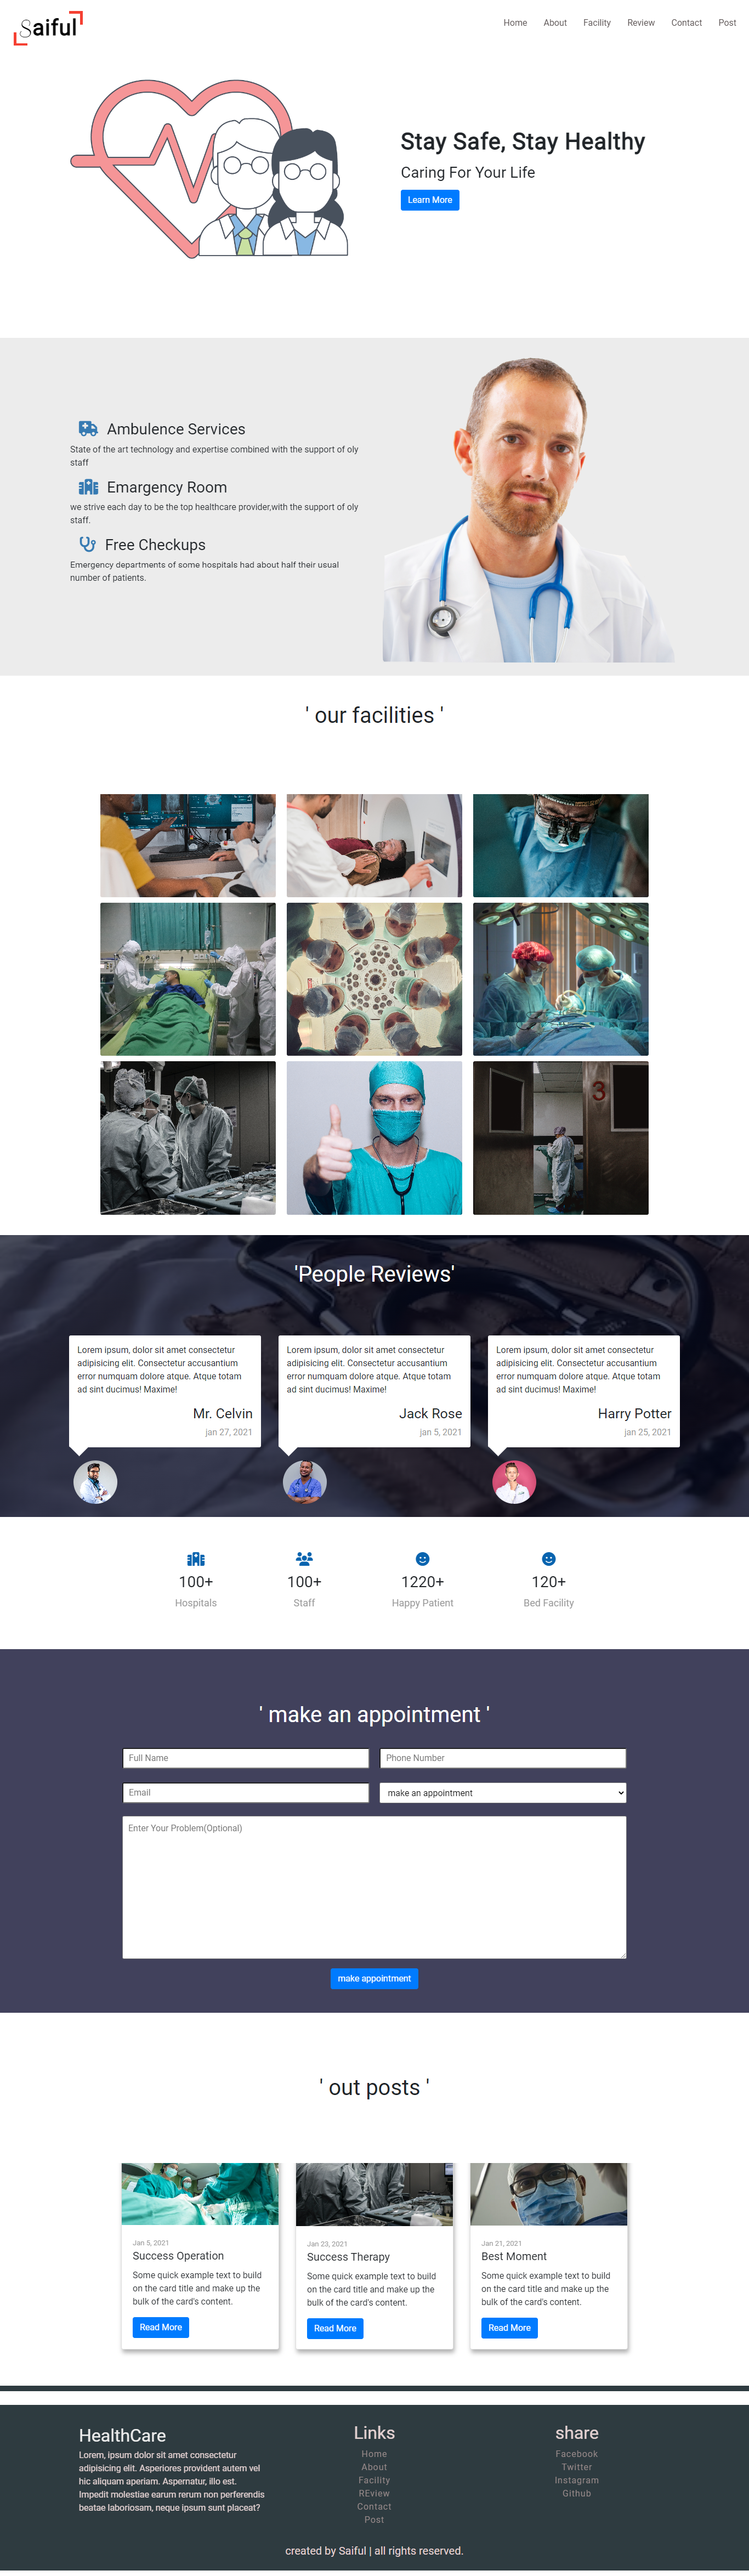 Saiful
Home About Facility Review Contact Post
Stay Safe, Stay Healthy
Caring For Your Life
Learn More
Ambulence Services
State of the art technology and expertise combined with the support of oly
staff
Emargency Room
we strive each day to be the top healthcare provider,with the support of oly
staff.
Free Checkups
Emergency departments of some hospitals had about half their usual
number of patients.
' our facilities '
3
'People Reviews'
Lorem ipsum, dolor sit amet consectetur
adipisicing elit. Consectetur accusantium
error numquam dolore atque. Atque totam
ad sint ducimus! Maxime!
Mr. Celvin
jan 27, 2021
Lorem ipsum, dolor sit amet consectetur
adipisicing elit. Consectetur accusantium
error numquam dolore atque. Atque totam
ad sint ducimus! Maxime!
Jack Rose
jan 5, 2021
Lorem ipsum, dolor sit amet consectetur
adipisicing elit. Consectetur accusantium
error numquam dolore atque. Atque totam
ad sint ducimus! Maxime!
Harry Potter
jan 25, 2021
100+
Hospitals
100+
Staff
1220+
Happy Patient
120+
Bed Facility
' make an appointment '
Full Name
Phone Number
Email
make an appointment
Enter Your Problem(Optional)
make appointment
' out posts '
Jan 5, 2021
Success Operation
Some quick example text to build
on the card title and make up the
bulk of the card's content.
Read More
Jan 23, 2021
Success Therapy
Some quick example text to build
on the card title and make up the
bulk of the card's content.
Read More
Jan 21, 2021
Best Moment
Some quick example text to build
on the card title and make up the
bulk of the card's content.
Read More
HealthCare
Lorem, ipsum dolor sit amet consectetur
adipisicing elit. Asperiores provident autem vel
hic aliquam aperiam. Aspernatur, illo est.
Impedit molestiae earum rerum non perferendis
beatae laboriosam, neque ipsum sunt placeat?
Links
Home
About
Facility
REview
Contact
Post
share
Facebook
Twitter
Instagram
Github
created by Saiful | all rights reserved.